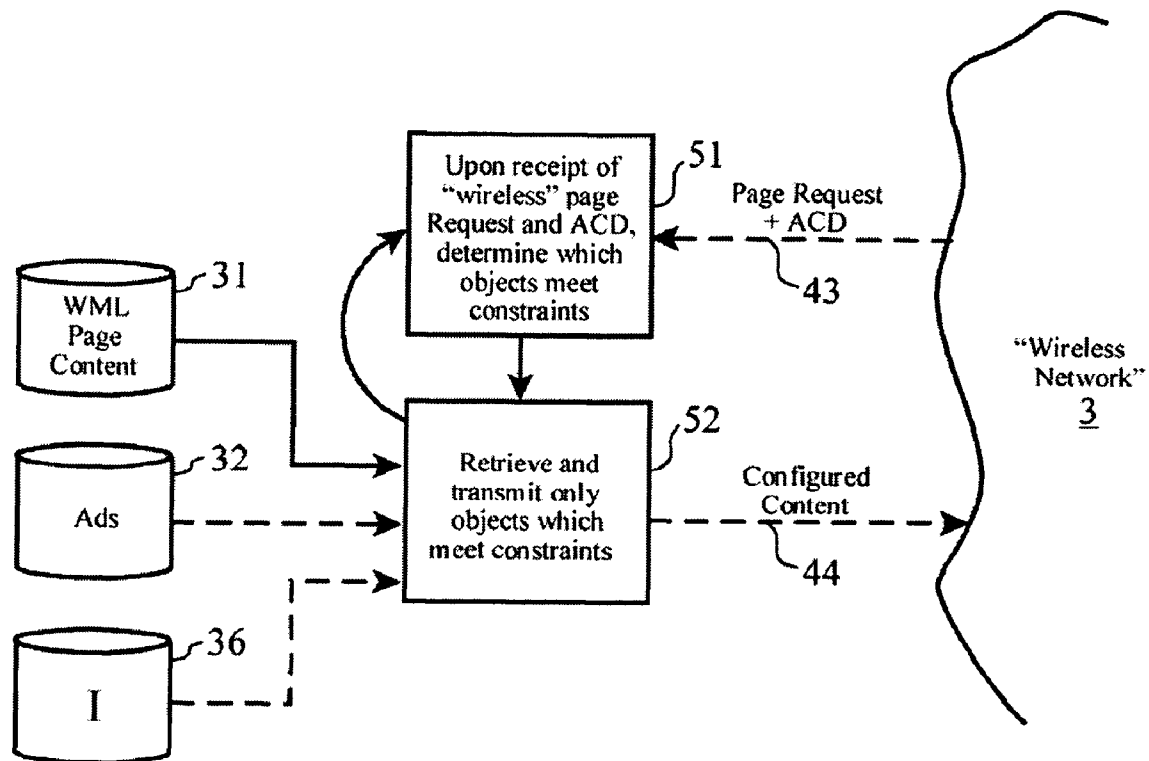 Upon receipt of
“wireless” page
Request and ACD,
determine which
objects meet
constraints
51
Page Request
+ ACD
43
31
WML
Page
Content
“Wireless
Network”
3
32
Ads
52
Retrieve and
transmit only
objects which
meet constraints
Configured
Content
44
36
I